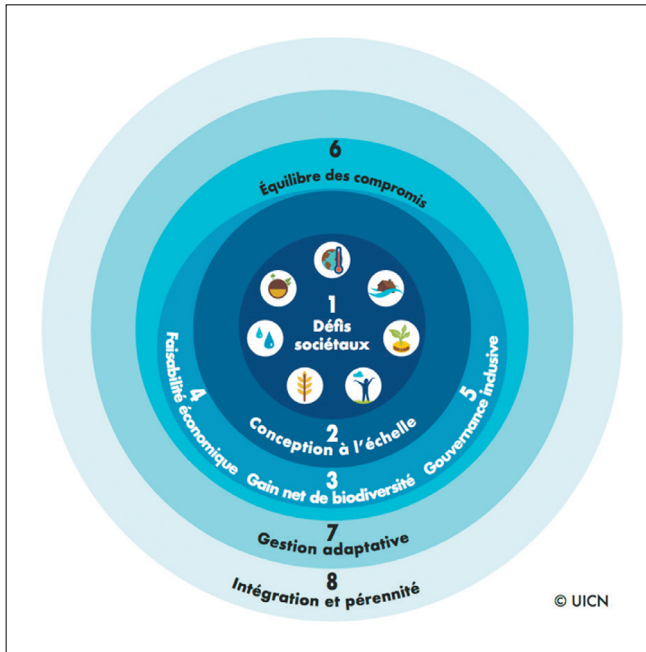 6
Équilibre des compromis
1
Défis
sociétaux
2
Conception à l'échelle
4
Faisabilité économique
3
Gain net de biodiversité
5
Gouvernance inclusive
7
Gestion adaptative
8
Intégration et pérennité
© UICN